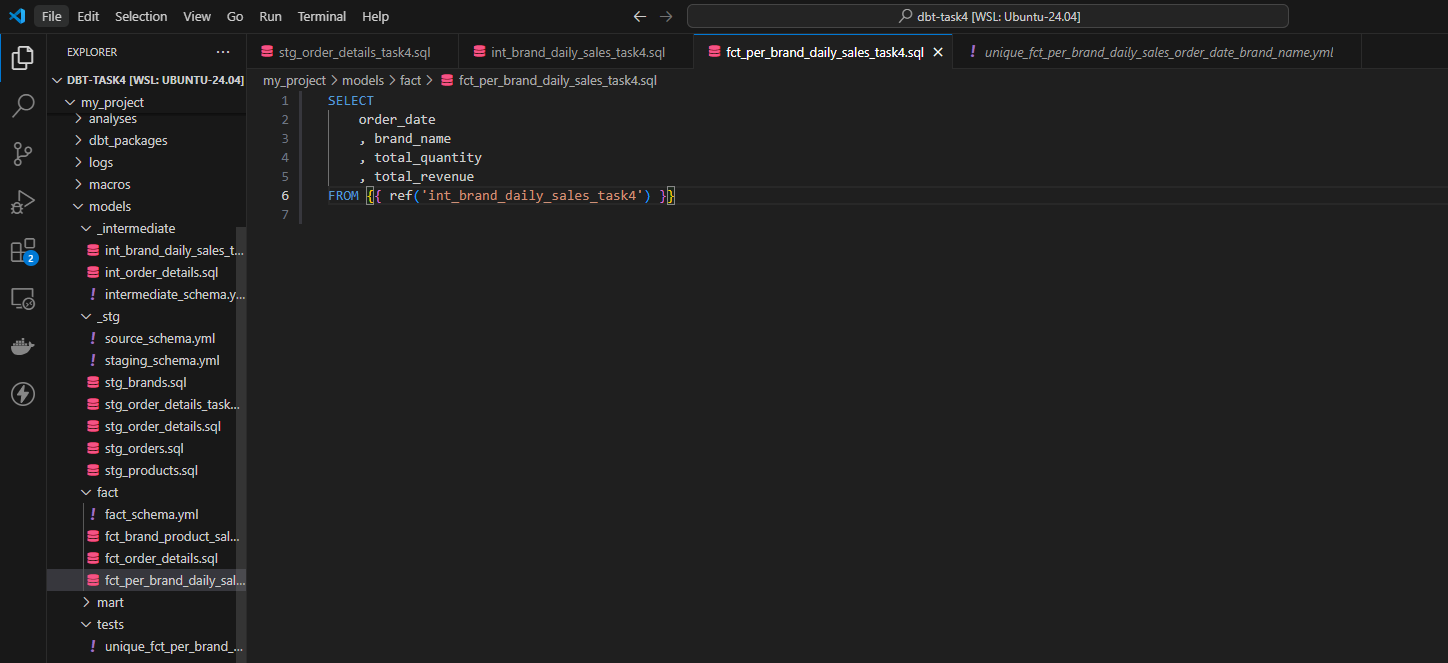 File Edit Selection View Go Run Terminal Help
dbt-task4 [WSL: Ubuntu-24.04]
EXPLORER
DBT-TASK4 [WSL: UBUNTU-24.04]
my_project
analyses
dbt_packages
logs
macros
models
_intermediate
int_brand_daily_sales_t...
int_order_details.sql
intermediate_schema.y...
_stg
source_schema.yml
staging_schema.yml
stg_brands.sql
stg_order_details_task...
stg_order_details.sql
stg_orders.sql
stg_products.sql
fact
fact_schema.yml
fct_brand_product_sal...
fct_order_details.sql
fct_per_brand_daily_sal...
mart
tests
unique_fct_per_brand_...
2
stg_order_details_task4.sql int_brand_daily_sales_task4.sql fct_per_brand_daily_sales_task4.sql unique_fct_per_brand_daily_sales_order_date_brand_name.yml
my_project > models > fact > fct_per_brand_daily_sales_task4.sql
1 SELECT
2 order_date
3 , brand_name
4 , total_quantity
5 , total_revenue
6 FROM {{ ref('int_brand_daily_sales_task4') }}
7